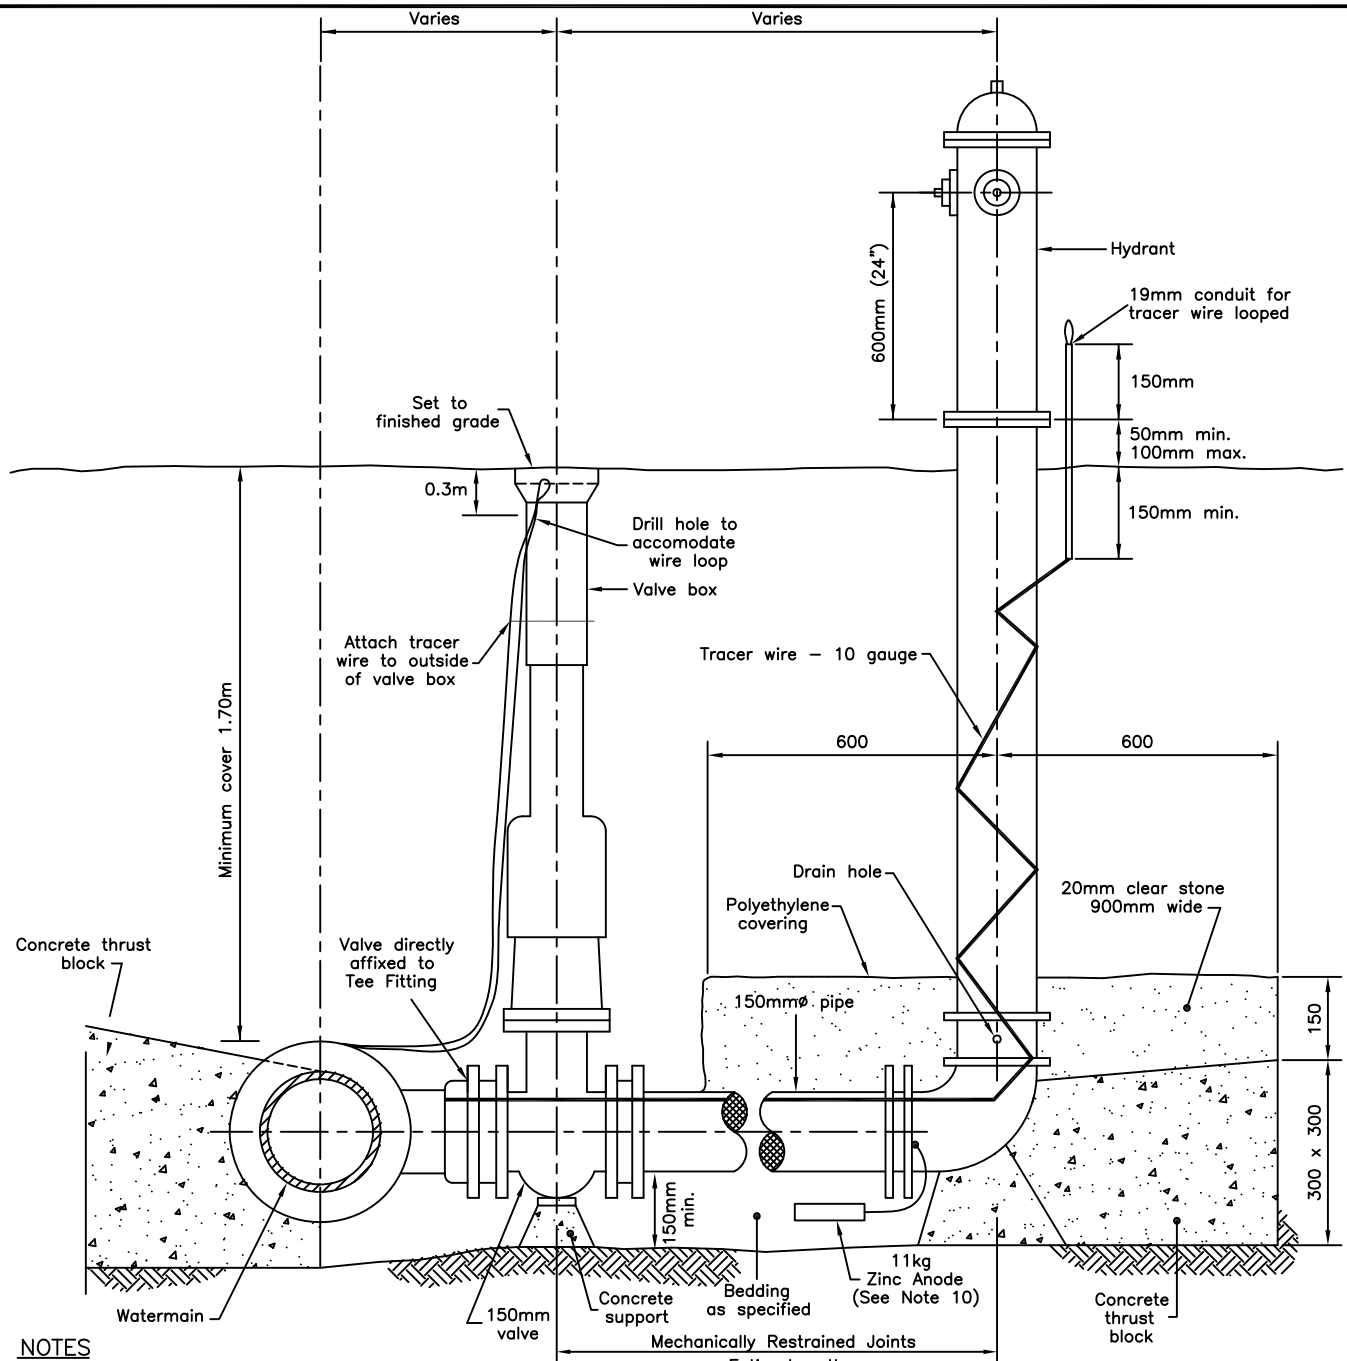 Varies
Varies
Hydrant
600mm (24")
19mm conduit for
tracer wire looped
150mm
Set to
finished grade
50mm min.
100mm max.
0.3m
150mm min.
Drill hole to
accomodate
wire loop
Valve box
Attach tracer
wire to outside
of valve box
Tracer wire – 10 gauge
Minimum cover 1.70m
600
600
Drain hole
20mm clear stone
900mm wide
Polyethylene
covering
Concrete thrust
block
Valve directly
affixed to
Tee Fitting
150mmø pipe
150
300 x 300
150mm
min.
11kg
Zinc Anode
(See Note 10)
Watermain
150mm
valve
Concrete
support
Bedding
as specified
Concrete
thrust
block
Mechanically Restrained Joints
NOTES